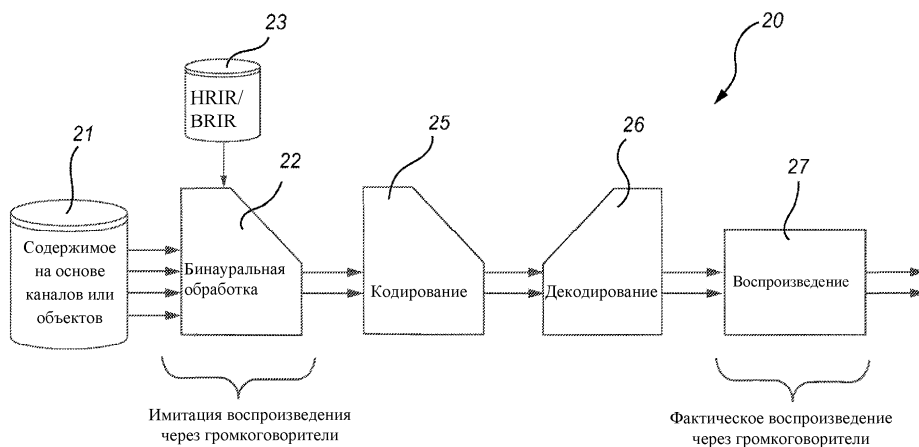 23
20
HRIR/
BRIR
21
22
25
26
27
Содержимое
на основе
каналов или
объектов
Бинауральная
обработка
Кодирование
Декодирование
Воспроизведение
Имитация воспроизведения
через громкоговорители
Фактическое воспроизведение
через громкоговорители